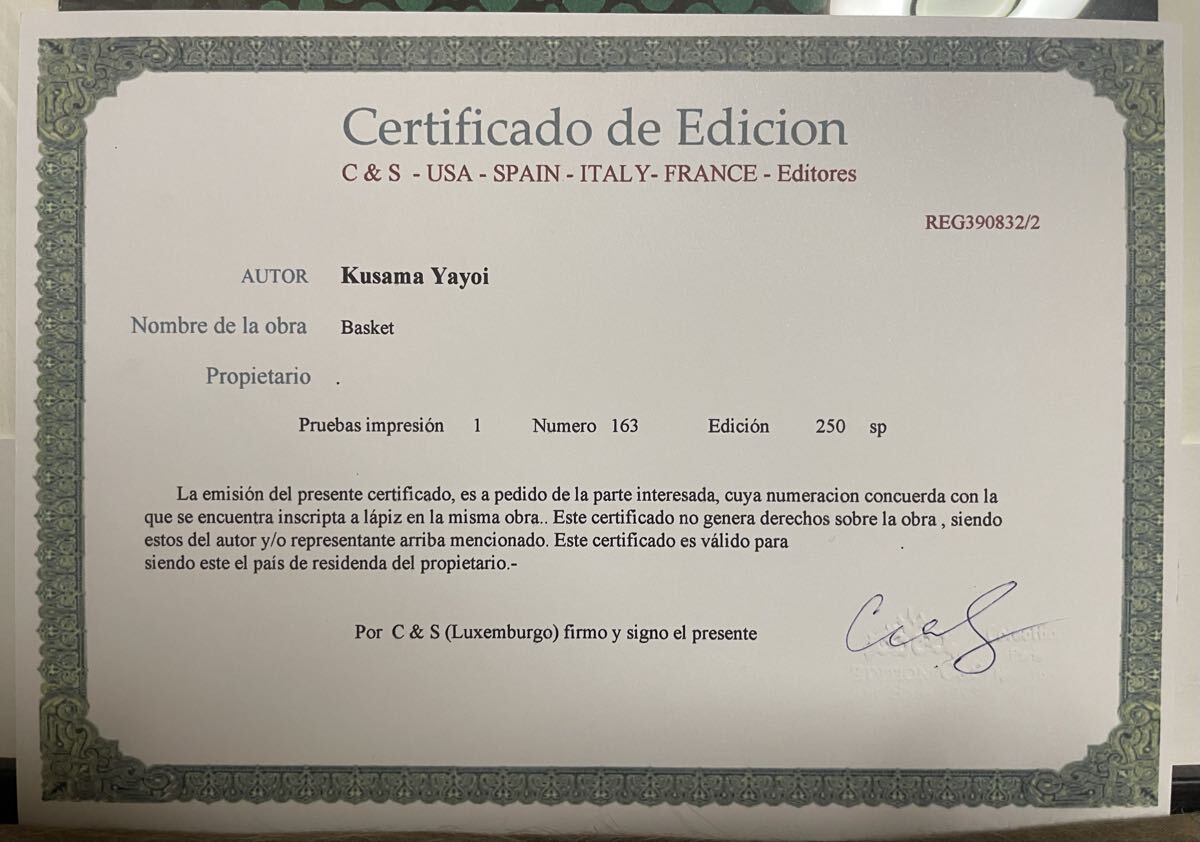 Certificado de Edicion
C & S - USA - SPAIN - ITALY- FRANCE - Editores
REG390832/2
AUTOR Kusama Yayoi
Nombre de la obra Basket
Propietario .
Pruebas impresión 1 Numero 163 Edición 250 sp
La emisión del presente certificado, es a pedido de la parte interesada, cuya numeracion concuerda con la
que se encuentra inscripta a lápiz en la misma obra.. Este certificado no genera derechos sobre la obra , siendo
estos del autor y/o representante arriba mencionado. Este certificado es válido para .
siendo este el país de residenda del propietario.-
Por C & S (Luxemburgo) firmo y signo el presente